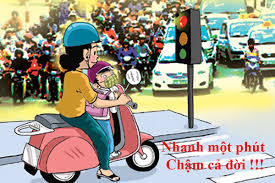 Nhanh một phút
Chậm cả đời !!!